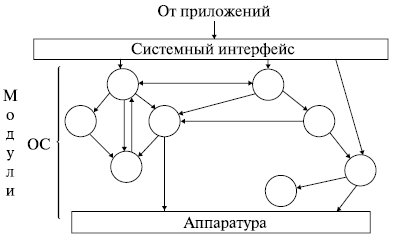 От приложений
Системный интерфейс
Модули
ОС
Аппаратура